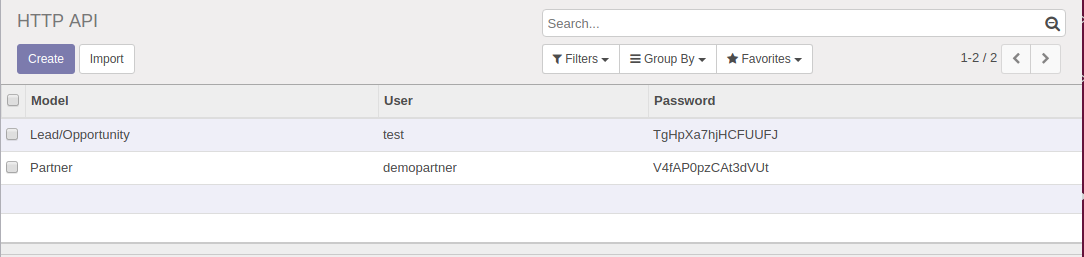 HTTP API
Search...
Create Import
Filters Group By Favorites 1-2 / 2
Model User Password
Lead/Opportunity test TgHpXa7hjHCFUUFJ
Partner demopartner V4fAP0pzCAt3dVUt